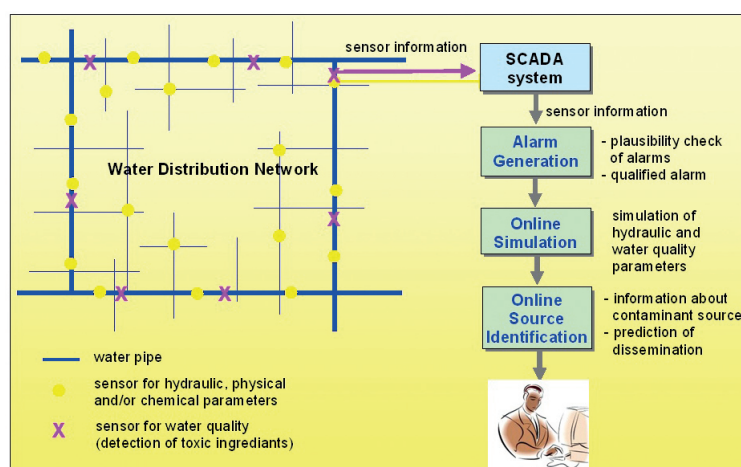 sensor information
SCADA
system
sensor information
Alarm
Generation
- plausibility check
of alarms
- qualified alarm
Water Distribution Network
Online
Simulation
simulation of
hydraulic and
water quality
parameters
Online
Source
Identification
- information about
contaminant source
- prediction of
dissemination
water pipe
sensor for hydraulic, physical
and/or chemical parameters
sensor for water quality
(detection of toxic ingrediants)